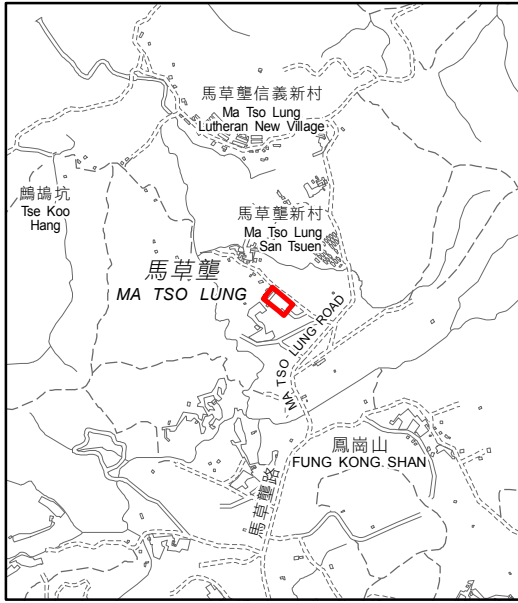 馬草壟信義新村
Ma Tso Lung
Lutheran New Village
鷓鴣坑
Tse Koo
Hang
馬草壟新村
Ma Tso Lung
San Tsuen
馬草壟
MA TSO LUNG
MA TSO LUNG ROAD
鳳崗山
FUNG KONG SHAN
馬草壟路